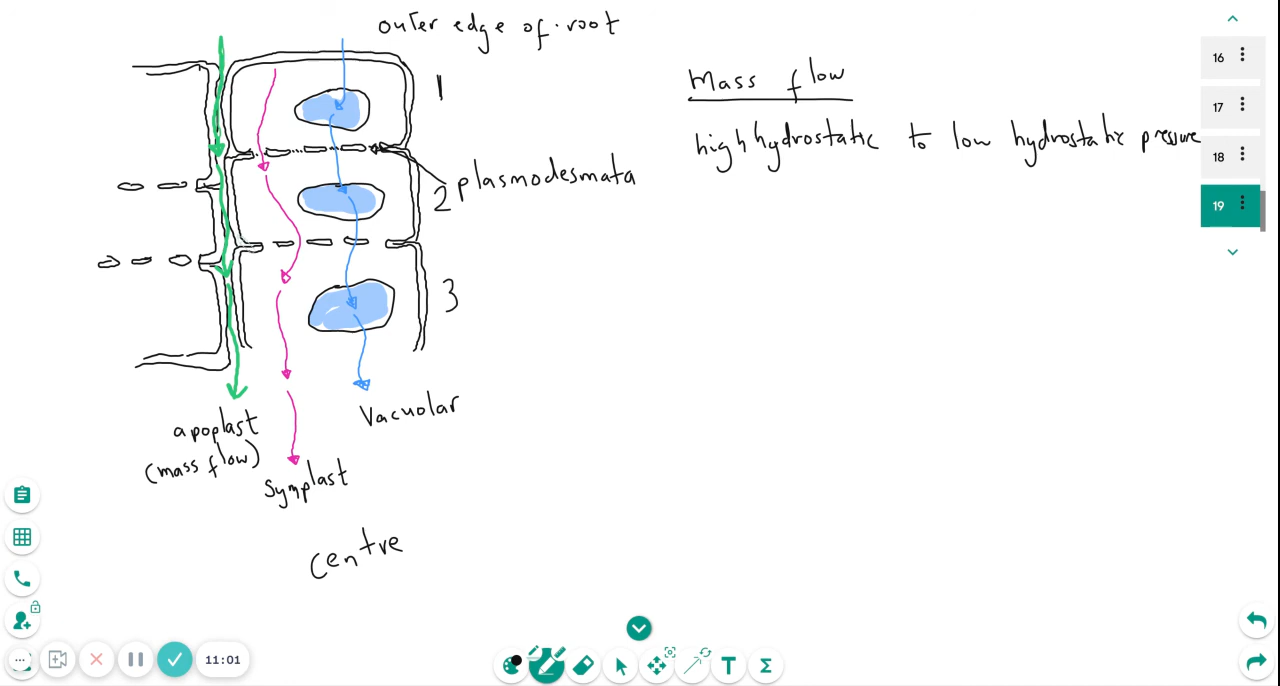 outer edge of root
1
Mass flow
high hydrostatic to low hydrostatic pressure
plasmodesmata
2
3
Vacuolar
apoplast
(mass flow)
Symplast
Centre
16
17
18
19
11:01
T
Σ